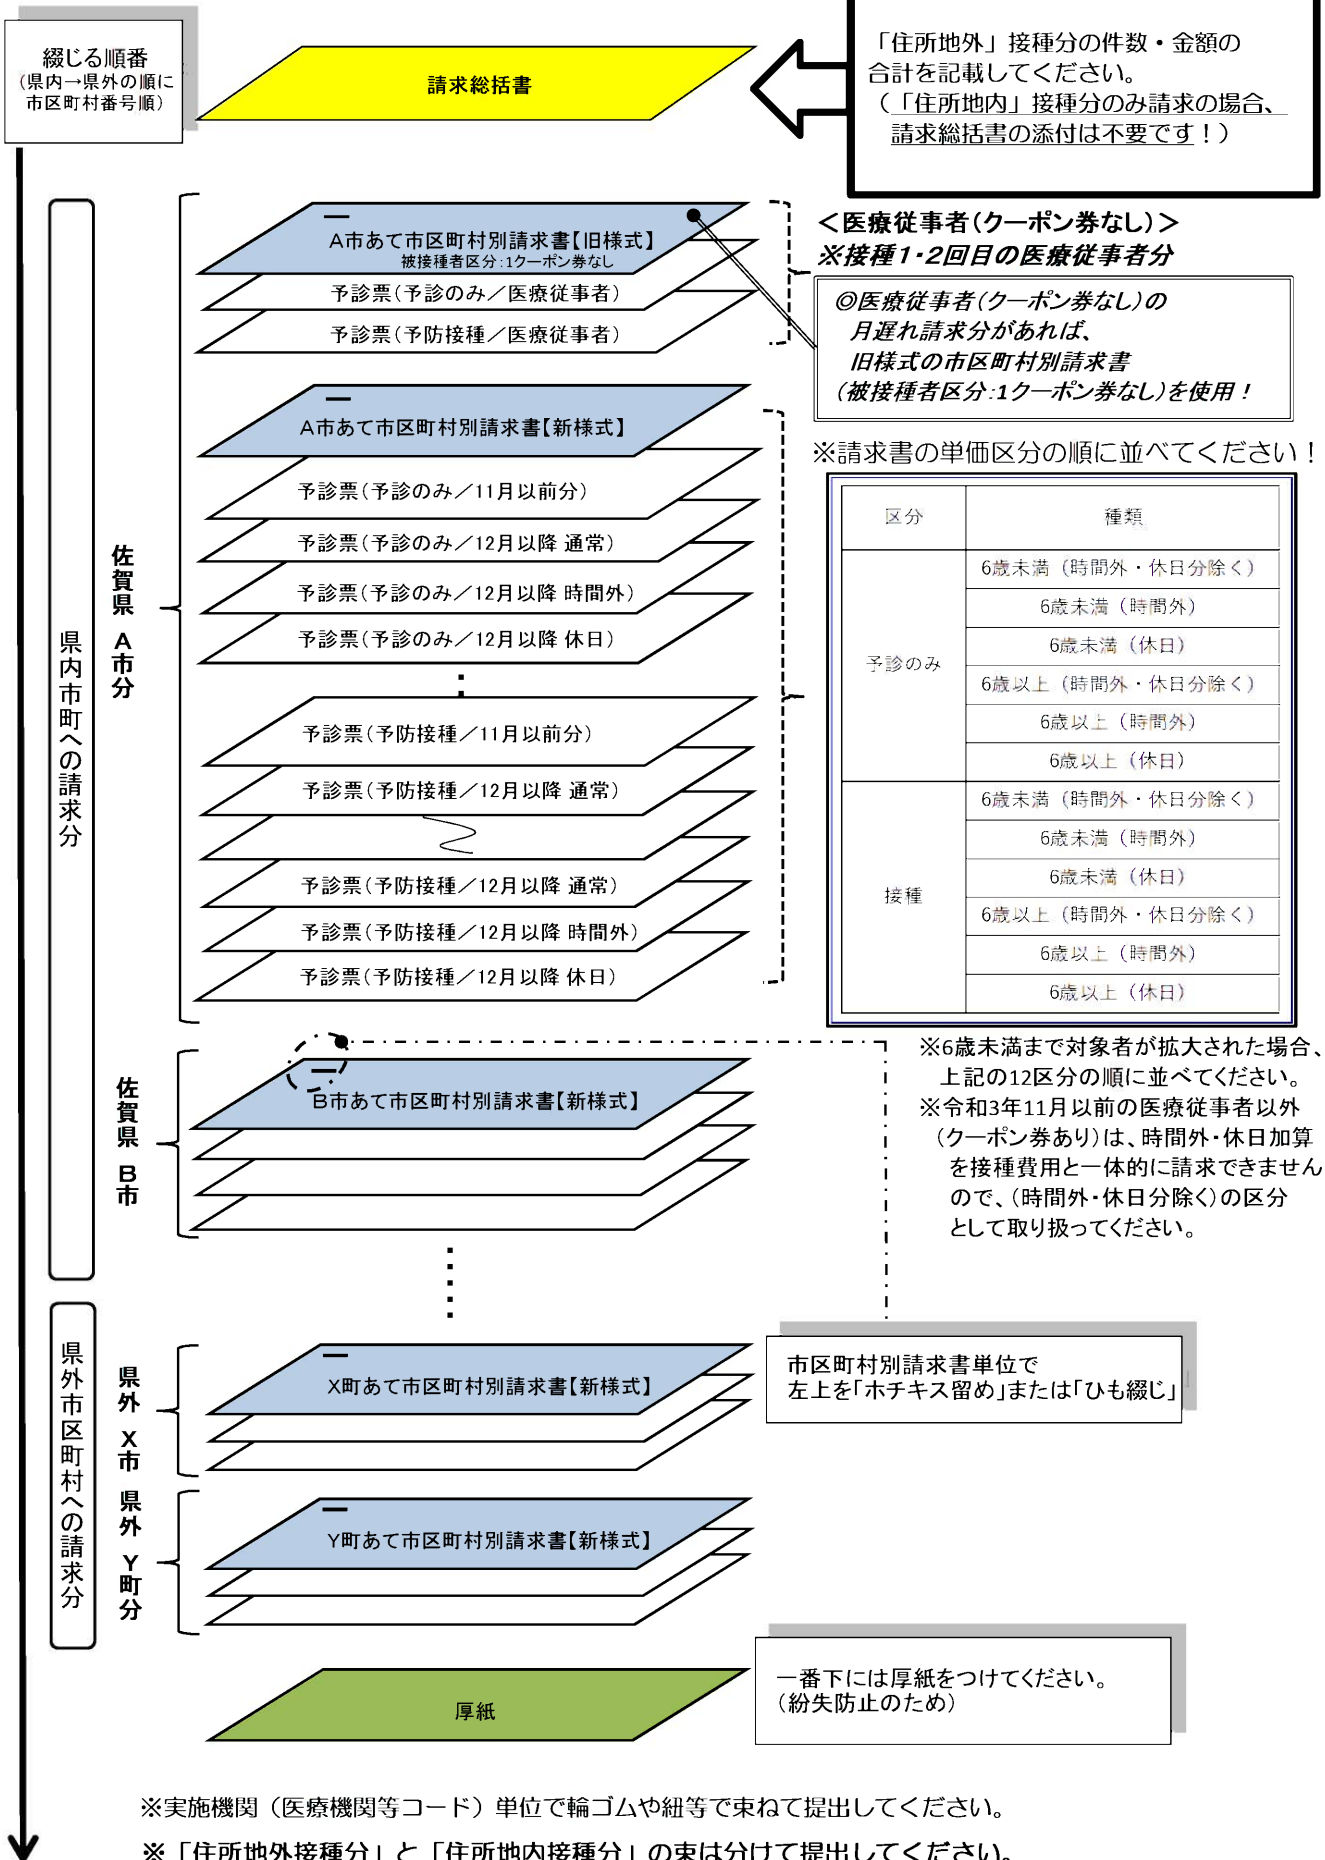 綴じる順番
(県内→県外の順に
市区町村番号順)
請求総括書
「住所地外」接種分の件数・金額の
合計を記載してください。
（「住所地内」接種分のみ請求の場合、
請求総括書の添付は不要です！）
県内市町への請求分
佐賀県 A市分
A市あて市区町村別請求書【旧様式】
被接種者区分：1クーポン券なし
予診票(予診のみ／医療従事者)
予診票(予防接種／医療従事者)
＜医療従事者(クーポン券なし)＞
※接種1・2回目の医療従事者分
◎医療従事者(クーポン券なし)の
月遅れ請求分があれば、
旧様式の市区町村別請求書
(被接種者区分：1クーポン券なし)を使用！
A市あて市区町村別請求書【新様式】
予診票(予診のみ／11月以前分)
予診票(予診のみ／12月以降 通常)
予診票(予診のみ／12月以降 時間外)
予診票(予診のみ／12月以降 休日)
予診票(予防接種／11月以前分)
予診票(予防接種／12月以降 通常)
予診票(予防接種／12月以降 通常)
予診票(予防接種／12月以降 時間外)
予診票(予防接種／12月以降 休日)
※請求書の単価区分の順に並べてください！
区分 種類
予診のみ
6歳未満（時間外・休日分除く）
6歳未満（時間外）
6歳未満（休日）
6歳以上（時間外・休日分除く）
6歳以上（時間外）
6歳以上（休日）
接種
6歳未満（時間外・休日分除く）
6歳未満（時間外）
6歳未満（休日）
6歳以上（時間外・休日分除く）
6歳以上（時間外）
6歳以上（休日）
※6歳未満まで対象者が拡大された場合、
上記の12区分の順に並べてください。
※令和3年11月以前の医療従事者以外
(クーポン券あり)は、時間外・休日加算
を接種費用と一体的に請求できません
ので、(時間外・休日分除く)の区分
として取り扱ってください。
佐賀県 B市
B市あて市区町村別請求書【新様式】
県外市区町村への請求分
県外 X市
X町あて市区町村別請求書【新様式】
市区町村別請求書単位で
左上を「ホチキス留め」または「ひも綴じ」
県外 Y町分
Y町あて市区町村別請求書【新様式】
厚紙
一番下には厚紙をつけてください。
(紛失防止のため)
※実施機関（医療機関等コード）単位で輪ゴムや紐等で束ねて提出してください。
※「住所地外接種分」と「住所地内接種分」の束は分けて提出してください。